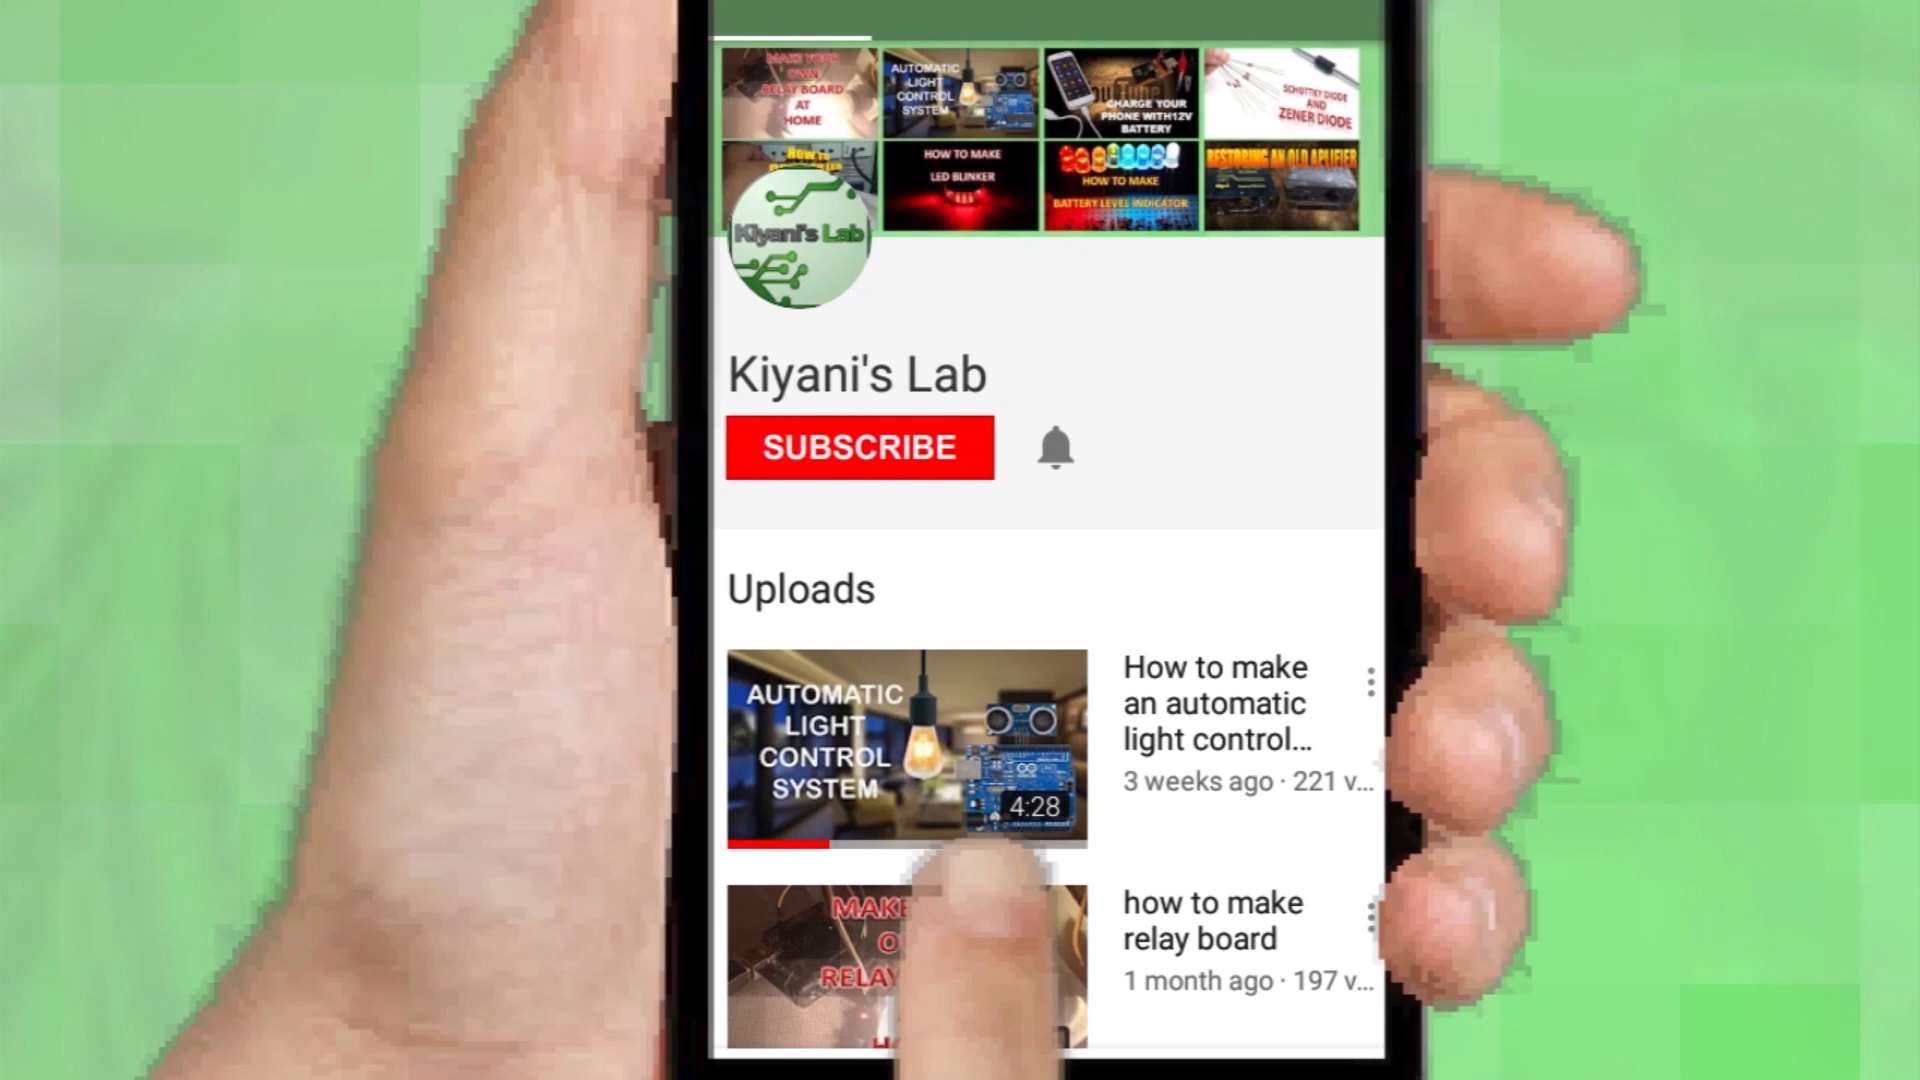 MAKE YOUR
OWN
RELAY BOARD
AT
HOME
AUTOMATIC
LIGHT
CONTROL
SYSTEM
CHARGE YOUR
PHONE WITH12V
BATTERY
SCHOTTKY DIODE
AND
ZENER DIODE
HOW TO
HOW TO MAKE
LED BLINKER
HOW TO MAKE
BATTERY LEVEL INDICATOR
RESTORING AN OLD APLIFIER
Kiyani's Lab
Kiyani's Lab
SUBSCRIBE
Uploads
AUTOMATIC
LIGHT
CONTROL
SYSTEM
4:28
How to make
an automatic
light control...
3 weeks ago · 221 v...
MAKE
RELAY
how to make
relay board
1 month ago · 197 v...